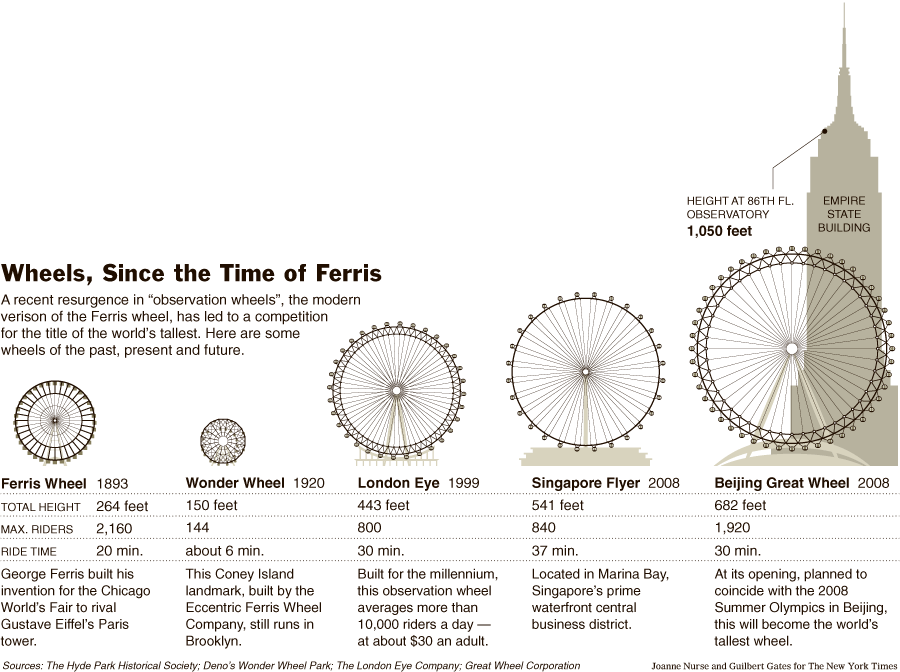 HEIGHT AT 86TH FL.
OBSERVATORY
1,050 feet
EMPIRE
STATE
BUILDING
Wheels, Since the Time of Ferris
A recent resurgence in “observation wheels”, the modern
verison of the Ferris wheel, has led to a competition
for the title of the world’s tallest. Here are some
wheels of the past, present and future.
Ferris Wheel 1893 Wonder Wheel 1920 London Eye 1999 Singapore Flyer 2008 Beijing Great Wheel 2008
TOTAL HEIGHT 264 feet 150 feet 443 feet 541 feet 682 feet
MAX. RIDERS 2,160 144 800 840 1,920
RIDE TIME 20 min. about 6 min. 30 min. 37 min. 30 min.
George Ferris built his
invention for the Chicago
World’s Fair to rival
Gustave Eiffel’s Paris
tower.
This Coney Island
landmark, built by the
Eccentric Ferris Wheel
Company, still runs in
Brooklyn.
Built for the millennium,
this observation wheel
averages more than
10,000 riders a day —
at about $30 an adult.
Located in Marina Bay,
Singapore’s prime
waterfront central
business district.
At its opening, planned to
coincide with the 2008
Summer Olympics in Beijing,
this will become the world’s
tallest wheel.
Sources: The Hyde Park Historical Society; Deno’s Wonder Wheel Park; The London Eye Company; Great Wheel Corporation
Joanne Nurse and Guilbert Gates for The New York Times